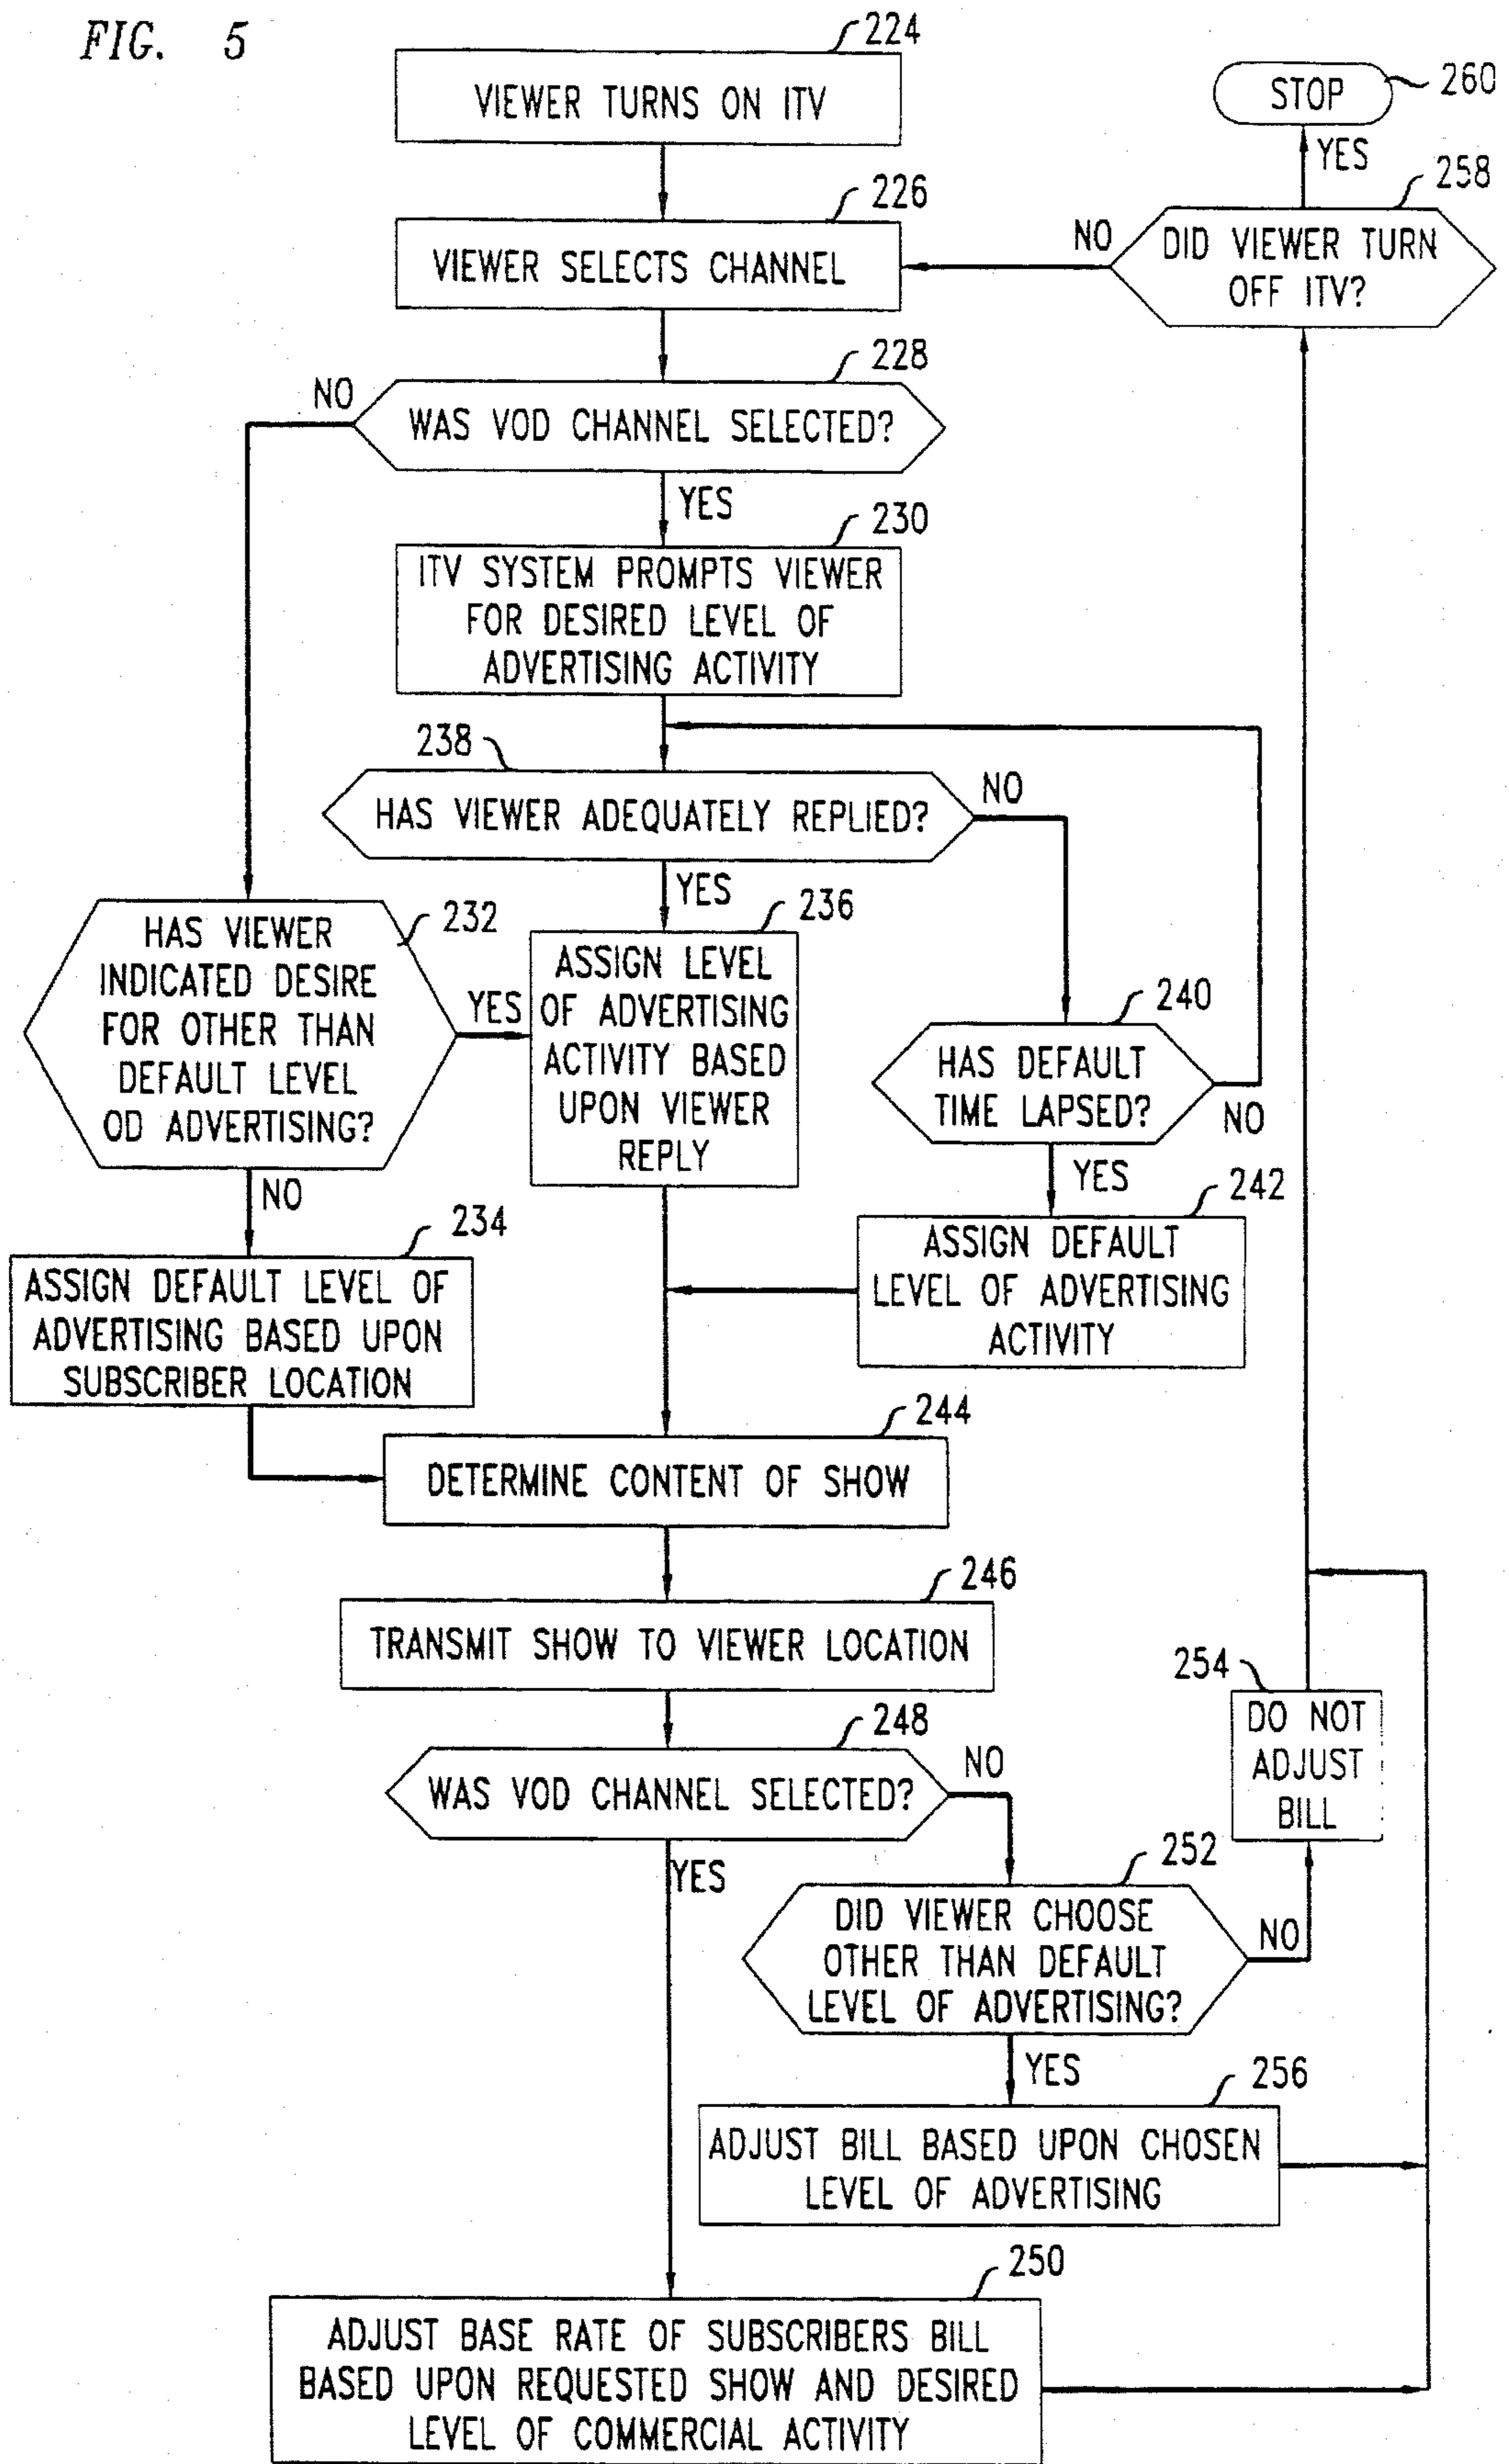 FIG. 5
224
VIEWER TURNS ON ITV
260
STOP
YES
258
DID VIEWER TURN
OFF ITV?
NO
226
VIEWER SELECTS CHANNEL
228
WAS VOD CHANNEL SELECTED?
NO
YES
230
ITV SYSTEM PROMPTS VIEWER
FOR DESIRED LEVEL OF
ADVERTISING ACTIVITY
238
HAS VIEWER ADEQUATELY REPLIED?
NO
YES
232
HAS VIEWER
INDICATED DESIRE
FOR OTHER THAN
DEFAULT LEVEL
OD ADVERTISING?
YES
NO
236
ASSIGN LEVEL
OF ADVERTISING
ACTIVITY BASED
UPON VIEWER
REPLY
240
HAS DEFAULT
TIME LAPSED?
NO
YES
242
ASSIGN DEFAULT
LEVEL OF ADVERTISING
ACTIVITY
234
ASSIGN DEFAULT LEVEL OF
ADVERTISING BASED UPON
SUBSCRIBER LOCATION
244
DETERMINE CONTENT OF SHOW
246
TRANSMIT SHOW TO VIEWER LOCATION
248
WAS VOD CHANNEL SELECTED?
NO
YES
254
DO NOT
ADJUST
BILL
252
DID VIEWER CHOOSE
OTHER THAN DEFAULT
LEVEL OF ADVERTISING?
NO
YES
256
ADJUST BILL BASED UPON CHOSEN
LEVEL OF ADVERTISING
250
ADJUST BASE RATE OF SUBSCRIBERS BILL
BASED UPON REQUESTED SHOW AND DESIRED
LEVEL OF COMMERCIAL ACTIVITY